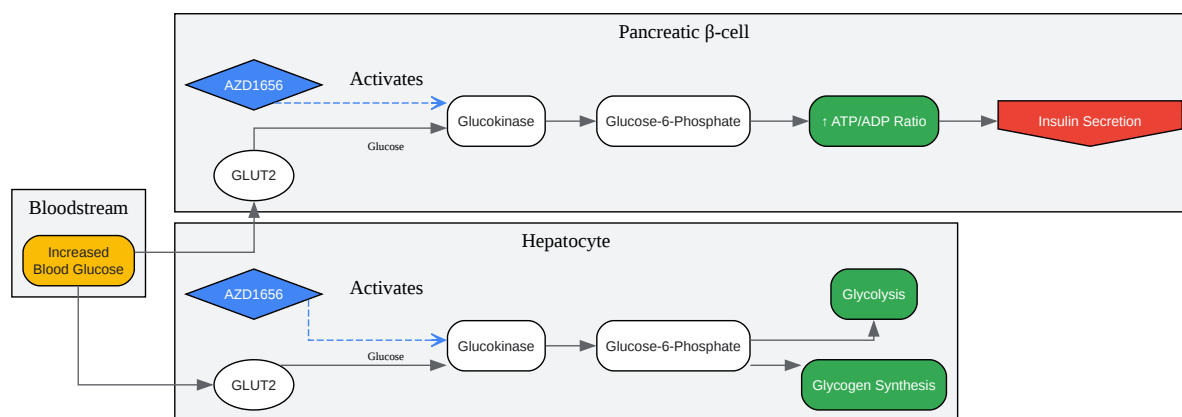 Pancreatic β-cell
AZD1656
Activates
Glucokinase
Glucose-6-Phosphate
↑ ATP/ADP Ratio
Insulin Secretion
Glucose
GLUT2
Bloodstream
Increased
Blood Glucose
Hepatocyte
AZD1656
Activates
Glycolysis
Glucokinase
Glucose-6-Phosphate
Glucose
GLUT2
Glycogen Synthesis